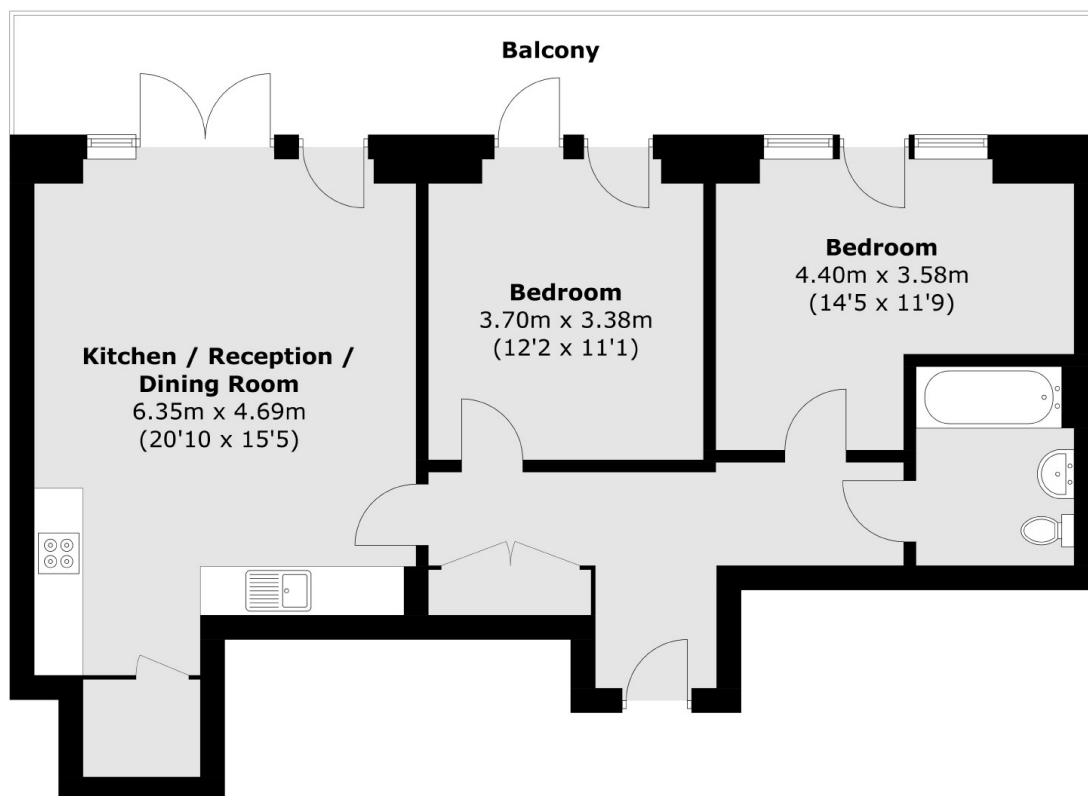 Balcony
Kitchen / Reception /
Dining Room
6.35m x 4.69m
(20'10 x 15'5)
Bedroom
3.70m x 3.38m
(12'2 x 11'1)
Bedroom
4.40m x 3.58m
(14'5 x 11'9)